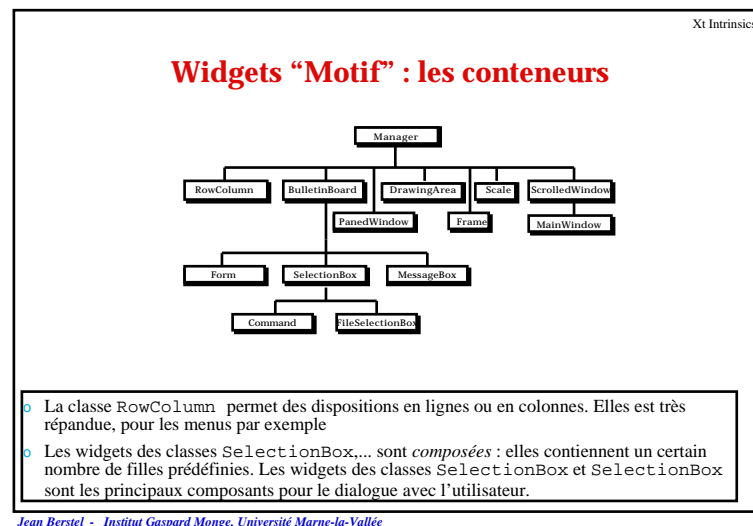 Xt Intrinsics
Widgets “Motif” : les conteneurs
Manager
RowColumn BulletinBoard DrawingArea Scale ScrolledWindow
PanedWindow Frame MainWindow
Form SelectionBox MessageBox
Command FileSelectionBox
o La classe RowColumn permet des dispositions en lignes ou en colonnes. Elles est très
répandue, pour les menus par exemple
o Les widgets des classes SelectionBox,... sont composées : elles contiennent un certain
nombre de filles prédéfinies. Les widgets des classes SelectionBox et SelectionBox
sont les principaux composants pour le dialogue avec l’utilisateur.
Jean Berstel - Institut Gaspard Monge, Université Marne-la-Vallée